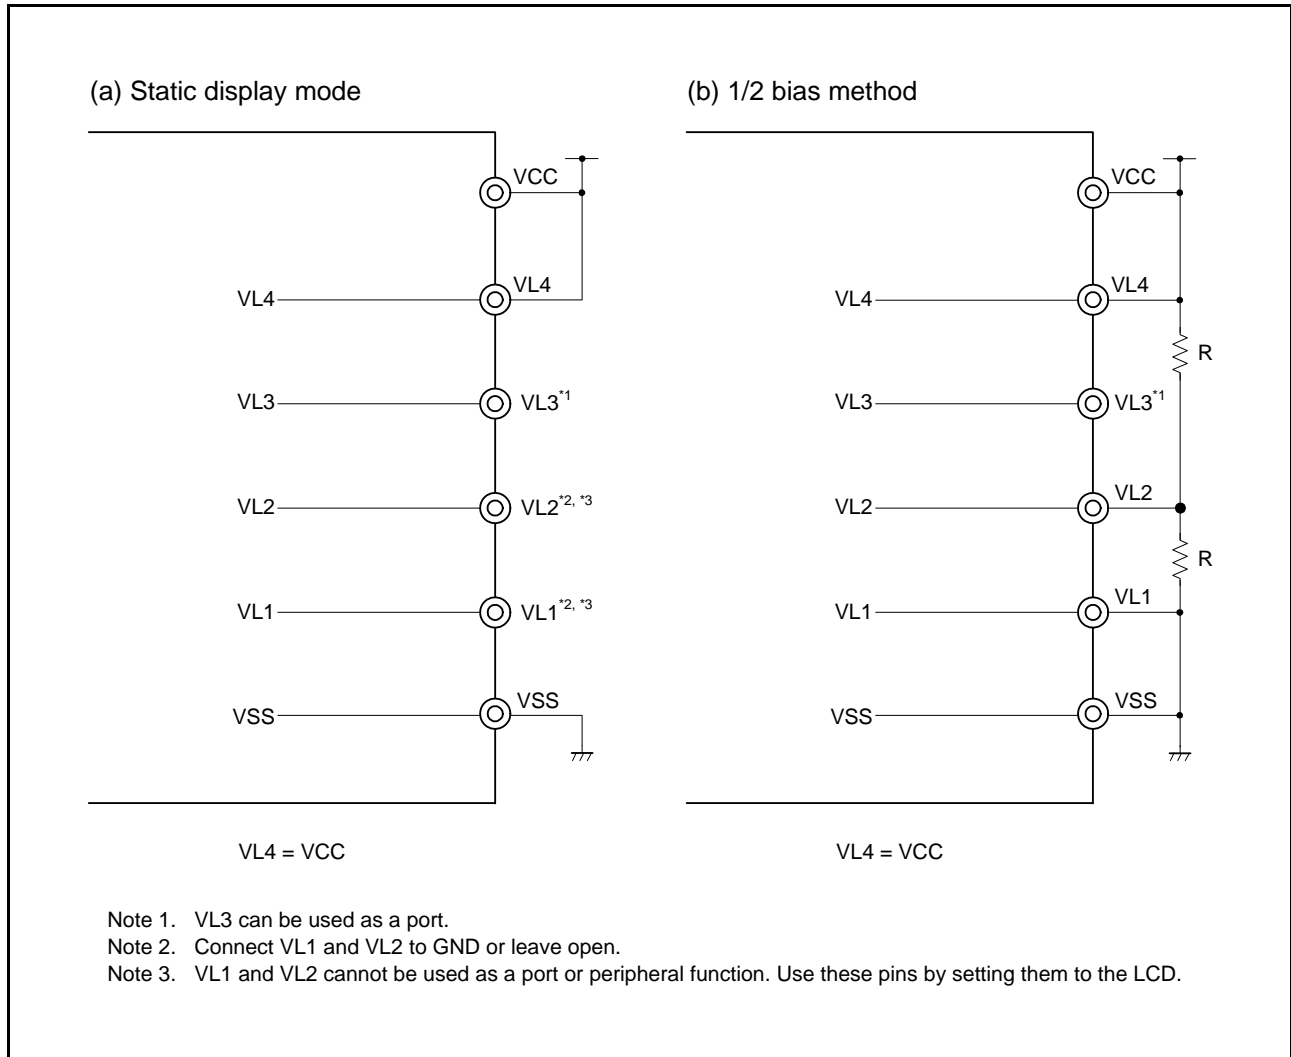 (a) Static display mode
VCC
VL4 VL4
VL3 VL3*1
VL2 VL2*2, *3
VL1 VL1*2, *3
VSS VSS
VL4 = VCC
(b) 1/2 bias method
VCC
VL4 VL4
R
VL3 VL3*1
VL2 VL2
R
VL1 VL1
VSS VSS
VL4 = VCC
Note 1. VL3 can be used as a port.
Note 2. Connect VL1 and VL2 to GND or leave open.
Note 3. VL1 and VL2 cannot be used as a port or peripheral function. Use these pins by setting them to the LCD.